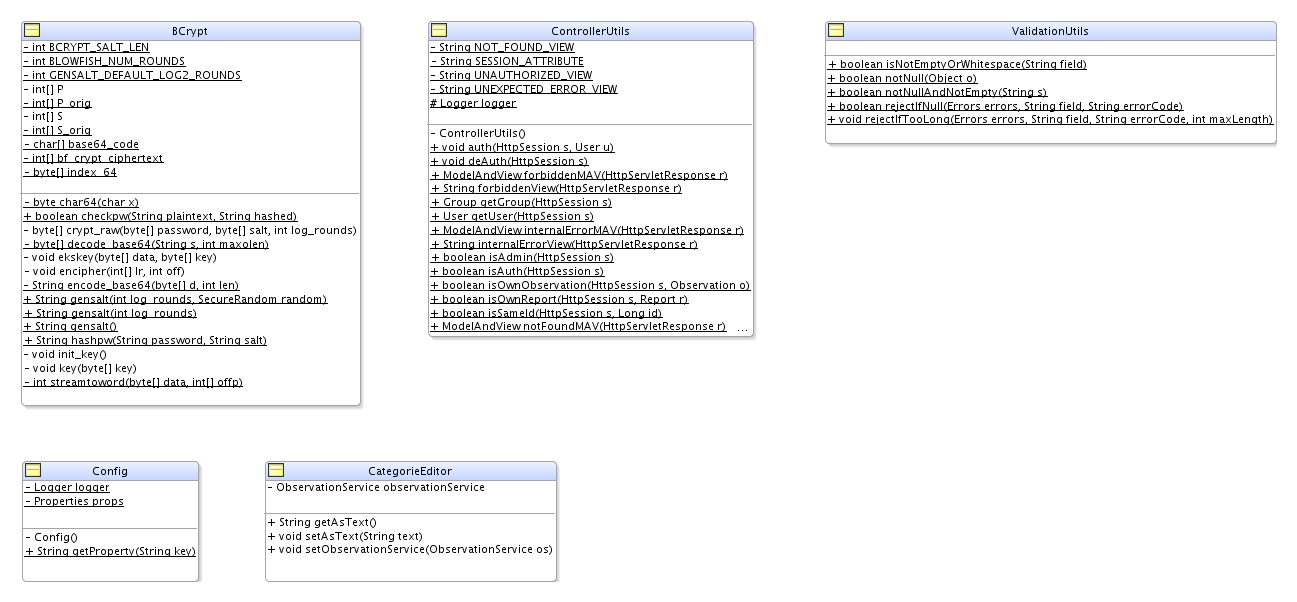 BCrypt
- int BCRYPT_SALT_LEN
- int BLOWFISH_NUM_ROUNDS
- int GENSALT_DEFAULT_LOG2_ROUNDS
- int[] P
- int[] P_orig
- int[] S
- int[] S_orig
- char[] base64_code
- int[] bf_crypt_ciphertext
- byte[] index_64
- byte char64(char x)
+ boolean checkpw(String plaintext, String hashed)
- byte[] crypt_raw(byte[] password, byte[] salt, int log_rounds)
- byte[] decode_base64(String s, int maxolen)
- void ekskey(byte[] data, byte[] key)
- void encipher(int[] lr, int off)
- String encode_base64(byte[] d, int len)
+ String gensalt(int log_rounds, SecureRandom random)
+ String gensalt(int log_rounds)
+ String gensalt()
+ String hashpw(String password, String salt)
- void init_key()
- void key(byte[] key)
- int streamtoword(byte[] data, int[] offp)
ControllerUtils
- String NOT_FOUND_VIEW
- String SESSION_ATTRIBUTE
- String UNAUTHORIZED_VIEW
- String UNEXPECTED_ERROR_VIEW
# Logger logger
- ControllerUtils()
+ void auth(HttpSession s, User u)
+ void deAuth(HttpSession s)
+ ModelAndView forbiddenMAV(HttpServletResponse r)
+ String forbiddenView(HttpServletResponse r)
+ Group getGroup(HttpSession s)
+ User getUser(HttpSession s)
+ ModelAndView internalErrorMAV(HttpServletResponse r)
+ String internalErrorView(HttpServletResponse r)
+ boolean isAdmin(HttpSession s)
+ boolean isAuth(HttpSession s)
+ boolean isOwnObservation(HttpSession s, Observation o)
+ boolean isOwnReport(HttpSession s, Report r)
+ boolean isSameId(HttpSession s, Long id)
+ ModelAndView notFoundMAV(HttpServletResponse r) ...
ValidationUtils
+ boolean isNotEmptyOrWhitespace(String field)
+ boolean notNull(Object o)
+ boolean notNullAndNotEmpty(String s)
+ boolean rejectIfNull(Errors errors, String field, String errorCode)
+ void rejectIfTooLong(Errors errors, String field, String errorCode, int maxLength)
Config
- Logger logger
- Properties props
- Config()
+ String getProperty(String key)
CategorieEditor
- ObservationService observationService
+ String getAsText()
+ void setAsText(String text)
+ void setObservationService(ObservationService os)